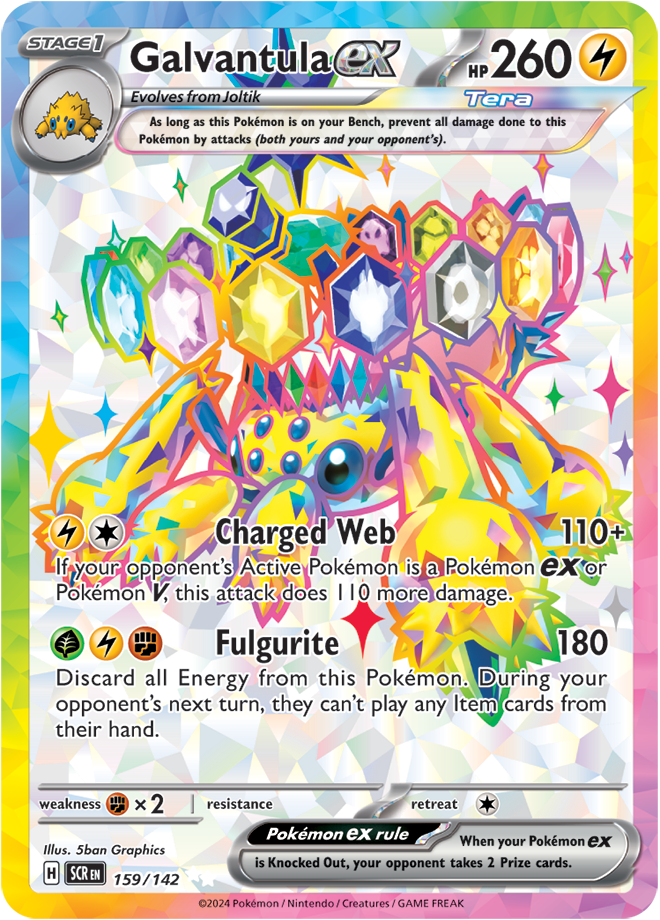 STAGE1 Galvantula ex HP 260
Evolves from Joltik Tera
As long as this Pokémon is on your Bench, prevent all damage done to this
Pokémon by attacks (both yours and your opponent's).
Charged Web 110+
If your opponent's Active Pokémon is a Pokémon ex or
Pokémon V, this attack does 110 more damage.
Fulgurite 180
Discard all Energy from this Pokémon. During your
opponent's next turn, they can't play any Item cards from
their hand.
weakness ×2 resistance retreat
Illus. 5ban Graphics
Pokémon ex rule When your Pokémon ex
is Knocked Out, your opponent takes 2 Prize cards.
H SCR EN 159/142
©2024 Pokémon / Nintendo / Creatures / GAME FREAK